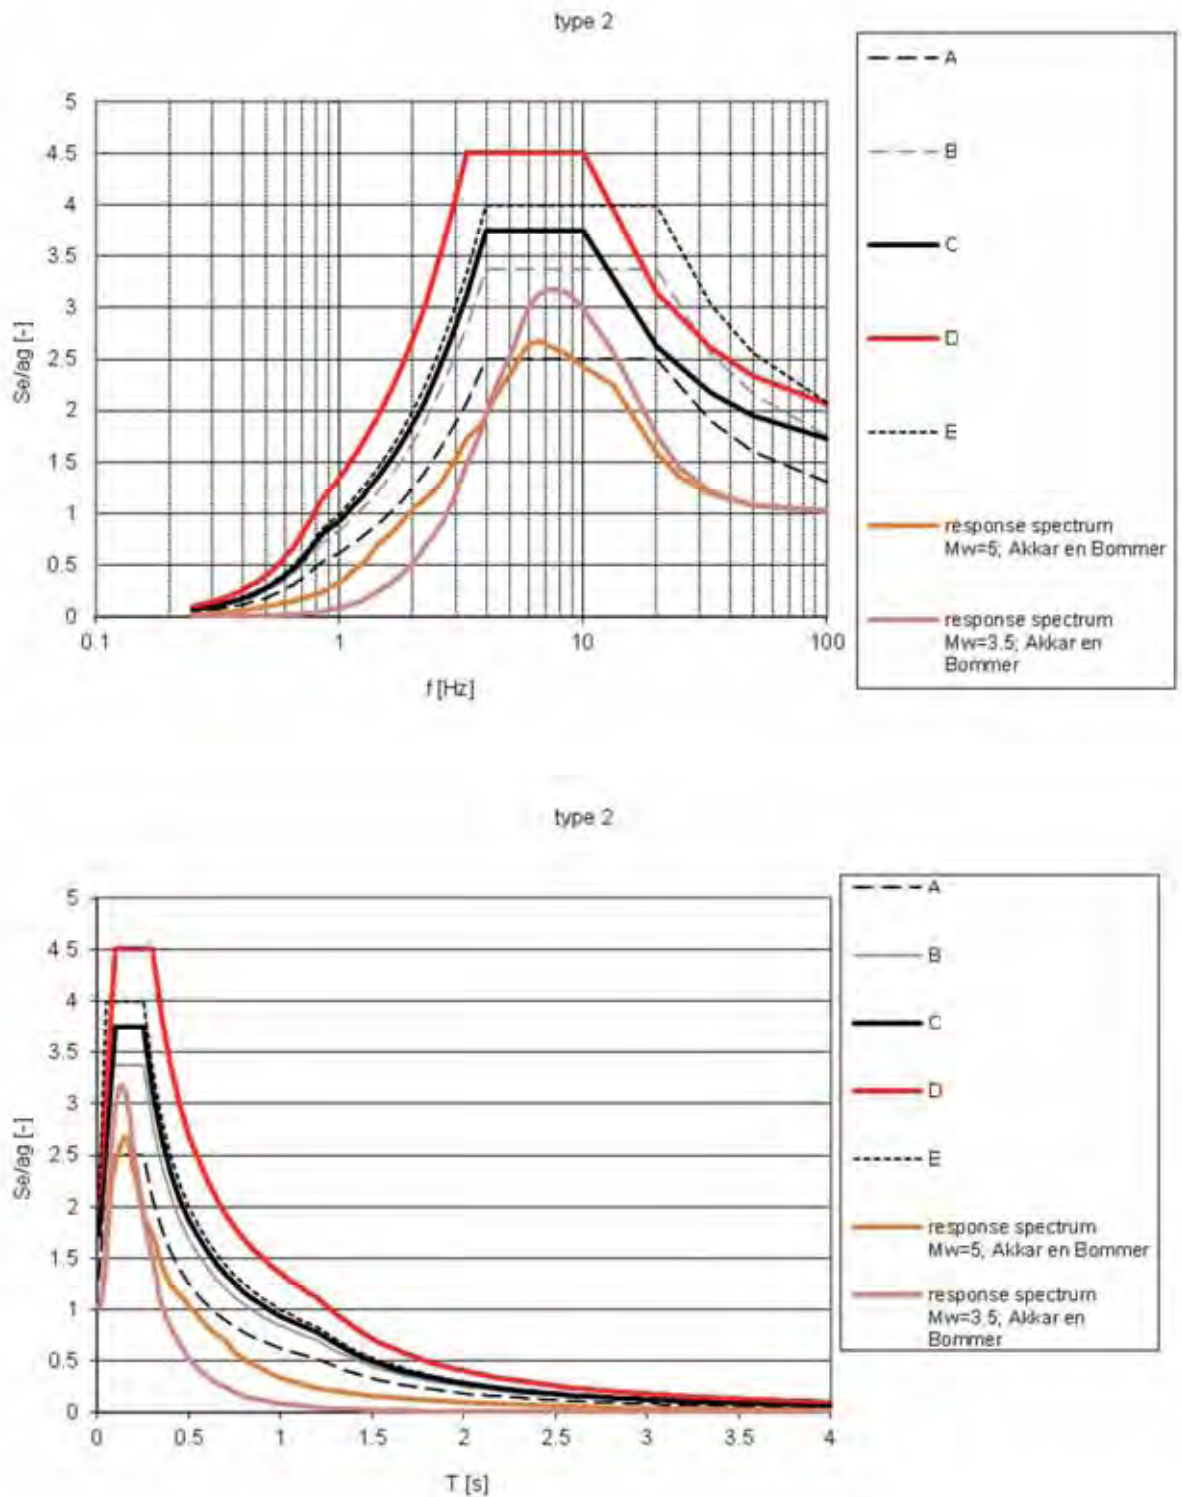 type 2
5
4.5
4
3.5
3
2.5
2
1.5
1
0.5
0
Se/ag [-]
0.1 1 10 100
f [Hz]
A
B
C
D
E
response spectrum
Mw=5; Akkar en Bommer
response spectrum
Mw=3.5; Akkar en
Bommer
type 2
5
4.5
4
3.5
3
2.5
2
1.5
1
0.5
0
Se/ag [-]
0 0.5 1 1.5 2 2.5 3 3.5 4
T [s]
A
B
C
D
E
response spectrum
Mw=5; Akkar en Bommer
response spectrum
Mw=3.5; Akkar en
Bommer